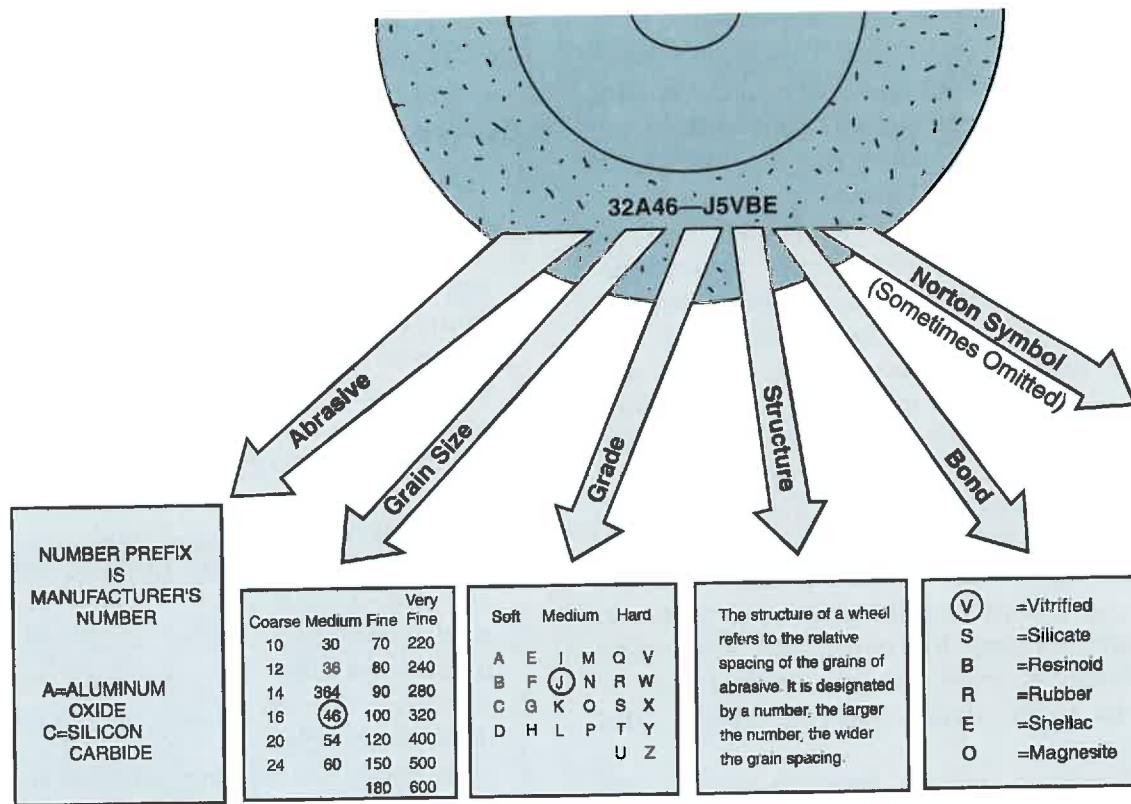 32A46—J5VBE
Abrasive
Grain Size
Grade
Structure
Bond
Norton Symbol
(Sometimes Omitted)
NUMBER PREFIX
IS
MANUFACTURER'S
NUMBER
A=ALUMINUM
OXIDE
C=SILICON
CARBIDE
Very
Coarse Medium Fine Fine
10 30 70 220
12 36 80 240
14 364 90 280
16 46 100 320
20 54 120 400
24 60 150 500
180 600
Soft Medium Hard
A E I M Q V
B F J N R W
C G K O S X
D H L P T Y
U Z
The structure of a wheel
refers to the relative
spacing of the grains of
abrasive. It is designated
by a number, the larger
the number, the wider
the grain spacing.
V =Vitrified
S =Silicate
B =Resinoid
R =Rubber
E =Shellac
O =Magnesite